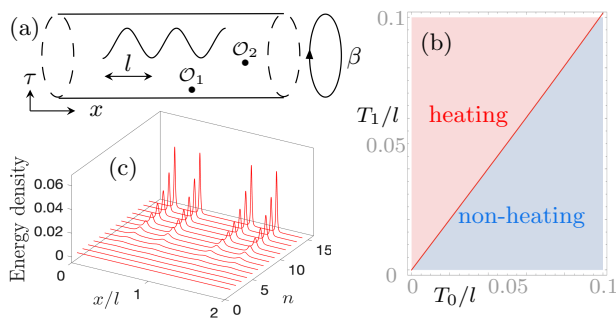 (a)
l
O₁
O₂
β
τ
x
(b)
T₁/l
0.1
0.05
0
heating
non-heating
0
0.05
0.1
T₀/l
(c)
Energy density
0.06
0.04
0.02
0
0
1
2
x/l
0
5
10
15
n